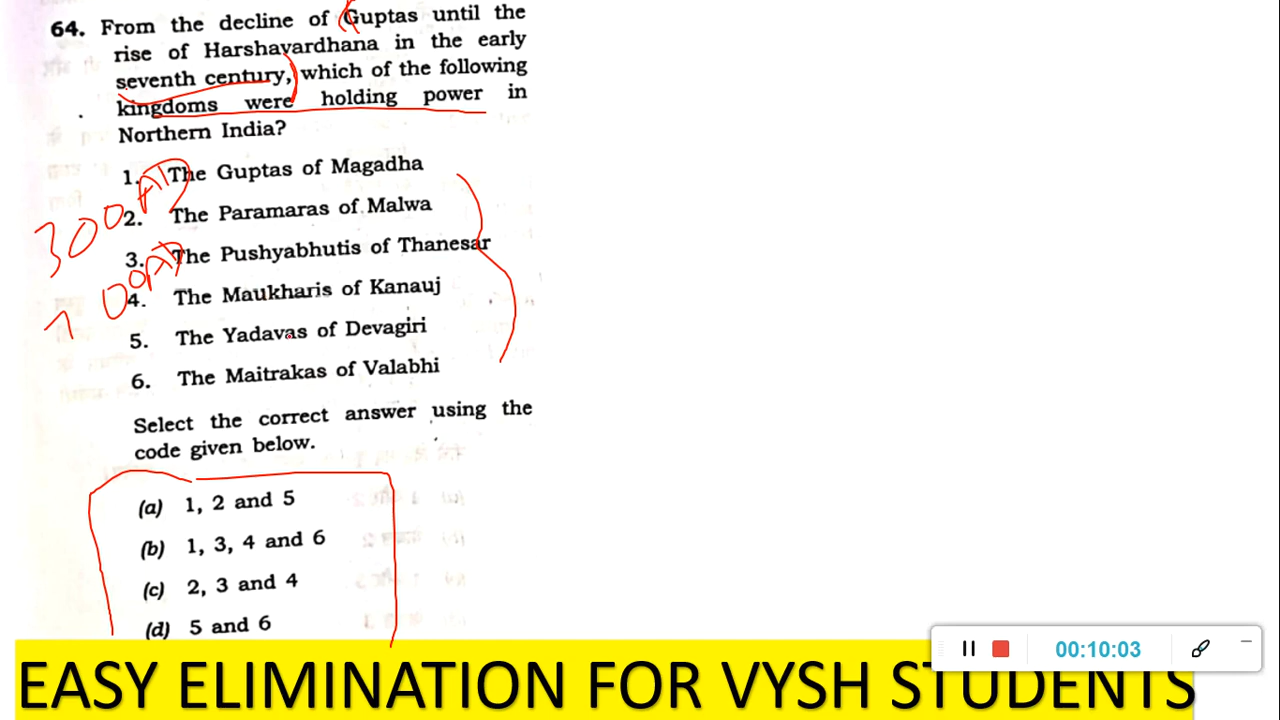 64. From the decline of Guptas until the
rise of Harshavardhana in the early
seventh century, which of the following
kingdoms were holding power in
Northern India?
1. The Guptas of Magadha
2. The Paramaras of Malwa
300AD
3. The Pushyabhutis of Thanesar
4. The Maukharis of Kanauj
700AD
5. The Yadavas of Devagiri
6. The Maitrakas of Valabhi
Select the correct answer using the
code given below.
(a) 1, 2 and 5
(b) 1, 3, 4 and 6
(c) 2, 3 and 4
(d) 5 and 6
00:10:03
EASY ELIMINATION FOR VYSH STUDENTS